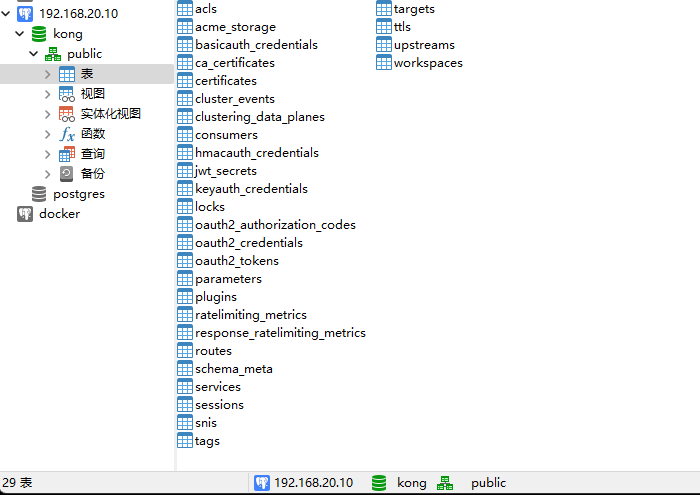 192.168.20.10
kong
public
表
视图
实体化视图
函数
查询
备份
postgres
docker
acls
acme_storage
basicauth_credentials
ca_certificates
certificates
cluster_events
clustering_data_planes
consumers
hmacauth_credentials
jwt_secrets
keyauth_credentials
locks
oauth2_authorization_codes
oauth2_credentials
oauth2_tokens
parameters
plugins
ratelimiting_metrics
response_ratelimiting_metrics
routes
schema_meta
services
sessions
snis
tags
targets
ttls
upstreams
workspaces
29 表 192.168.20.10 kong public